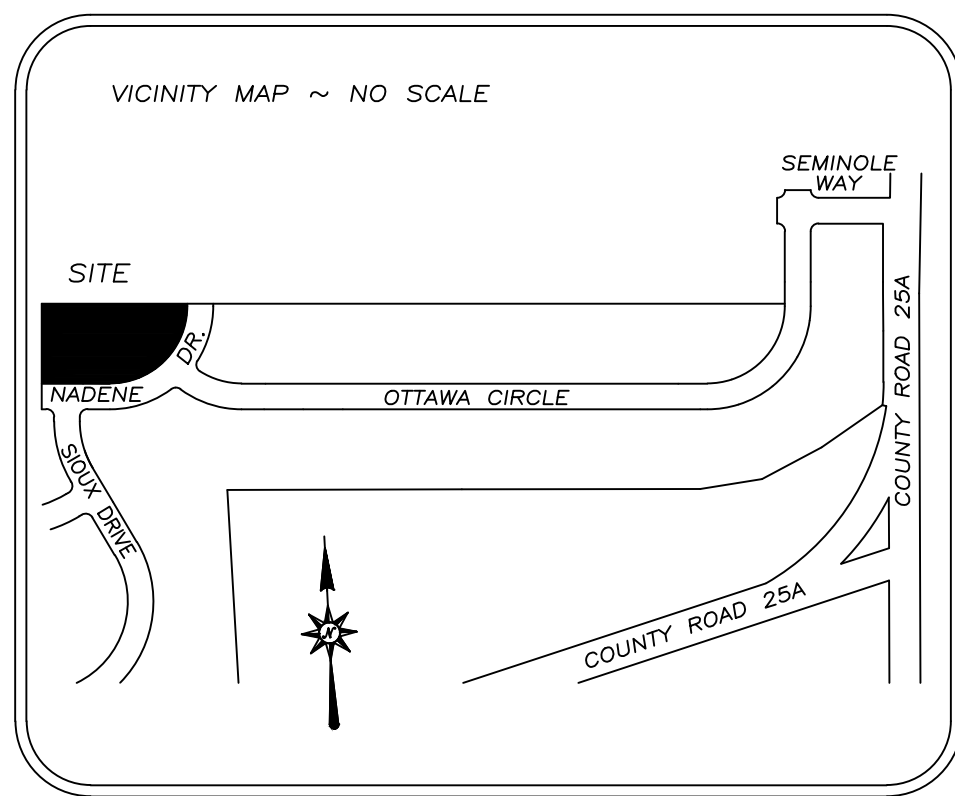 VICINITY MAP ~ NO SCALE
SEMINOLE
WAY
SITE
COUNTY ROAD 25A
DR.
NADENE
OTTAWA CIRCLE
SIOUX DRIVE
COUNTY ROAD 25A
N